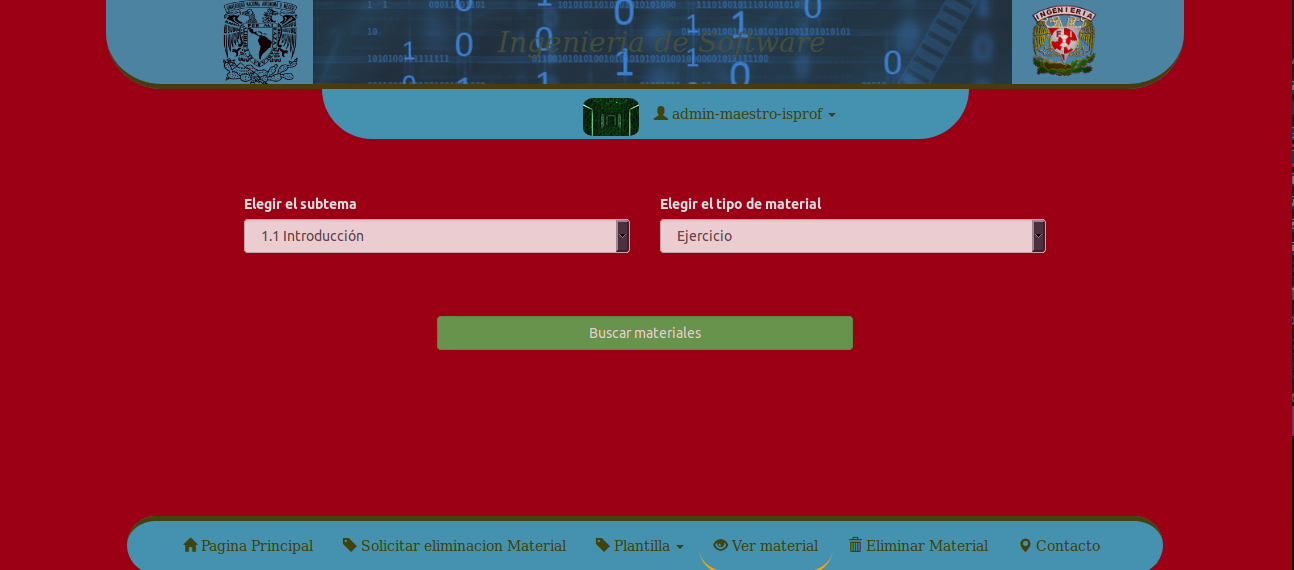 INGENIERIA
Ingenieria de Software
admin-maestro-isprof
Elegir el subtema
Elegir el tipo de material
1.1 Introducción
Ejercicio
Buscar materiales
Pagina Principal
Solicitar eliminacion Material
Plantilla
Ver material
Eliminar Material
Contacto